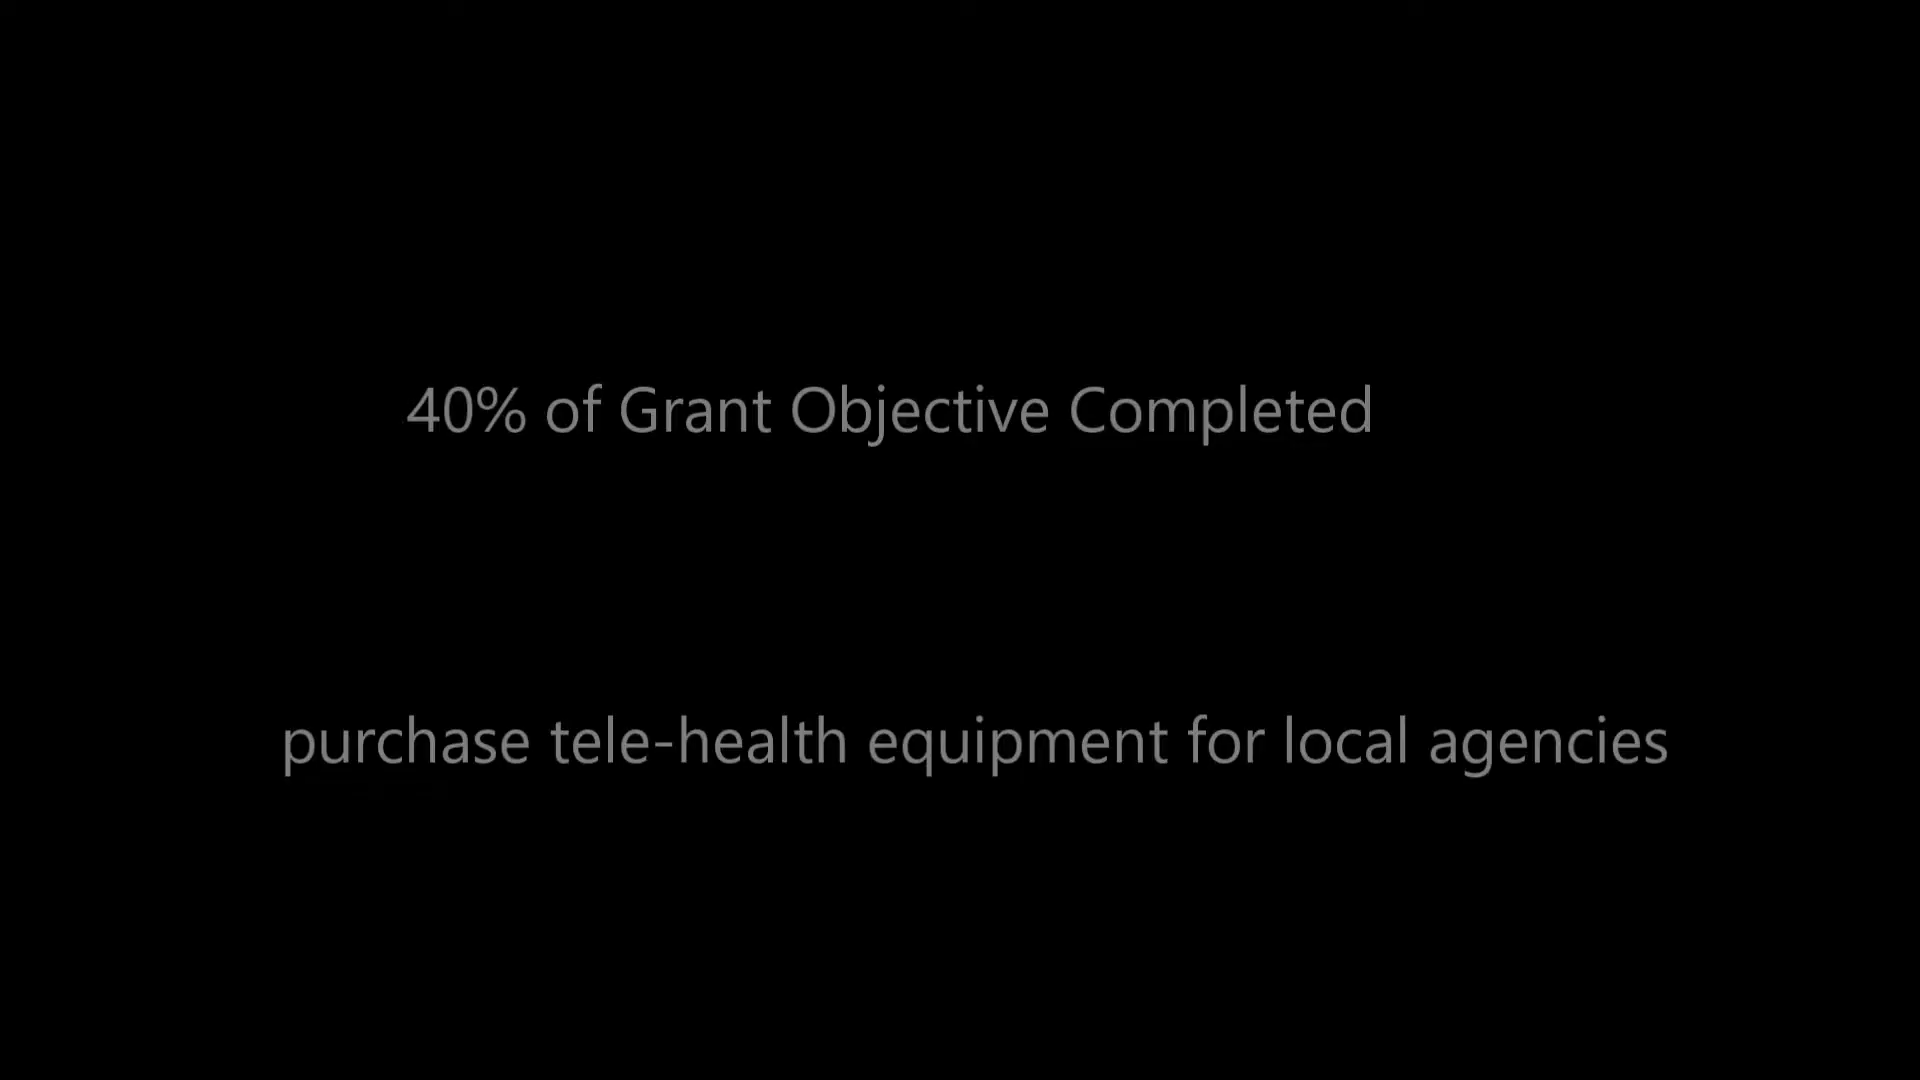 40% of Grant Objective Completed
purchase tele-health equipment for local agencies